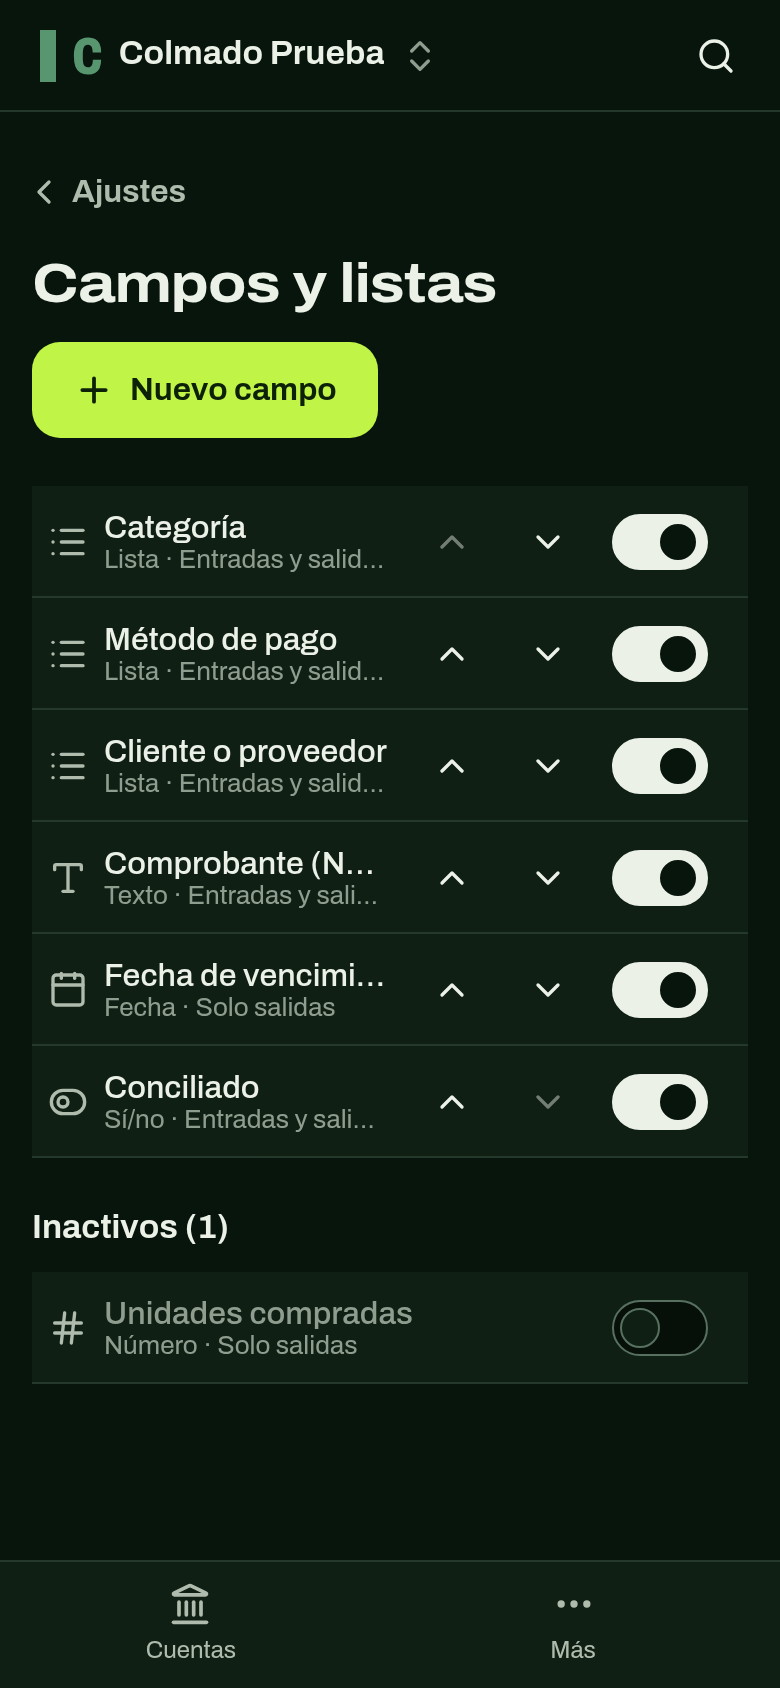 C Colmado Prueba
Ajustes
Campos y listas
Nuevo campo
Categoría
Lista · Entradas y salid...
Método de pago
Lista · Entradas y salid...
Cliente o proveedor
Lista · Entradas y salid...
Comprobante (N...
Texto · Entradas y sali...
Fecha de vencimi...
Fecha · Solo salidas
Conciliado
Sí/no · Entradas y sali...
Inactivos (1)
Unidades compradas
Número · Solo salidas
Cuentas
Más